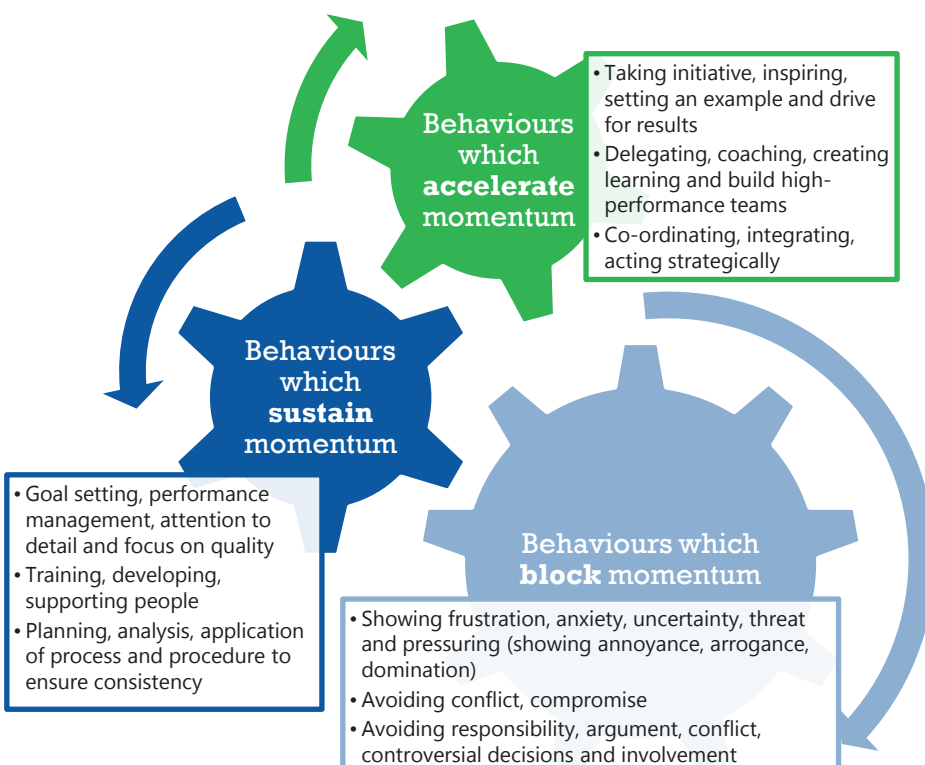 Behaviours
which
accelerate
momentum
• Taking initiative, inspiring,
setting an example and drive
for results
• Delegating, coaching, creating
learning and build high-
performance teams
• Co-ordinating, integrating,
acting strategically
Behaviours
which
sustain
momentum
• Goal setting, performance
management, attention to
detail and focus on quality
• Training, developing,
supporting people
• Planning, analysis, application
of process and procedure to
ensure consistency
Behaviours which
block momentum
• Showing frustration, anxiety, uncertainty, threat
and pressuring (showing annoyance, arrogance,
domination)
• Avoiding conflict, compromise
• Avoiding responsibility, argument, conflict,
controversial decisions and involvement